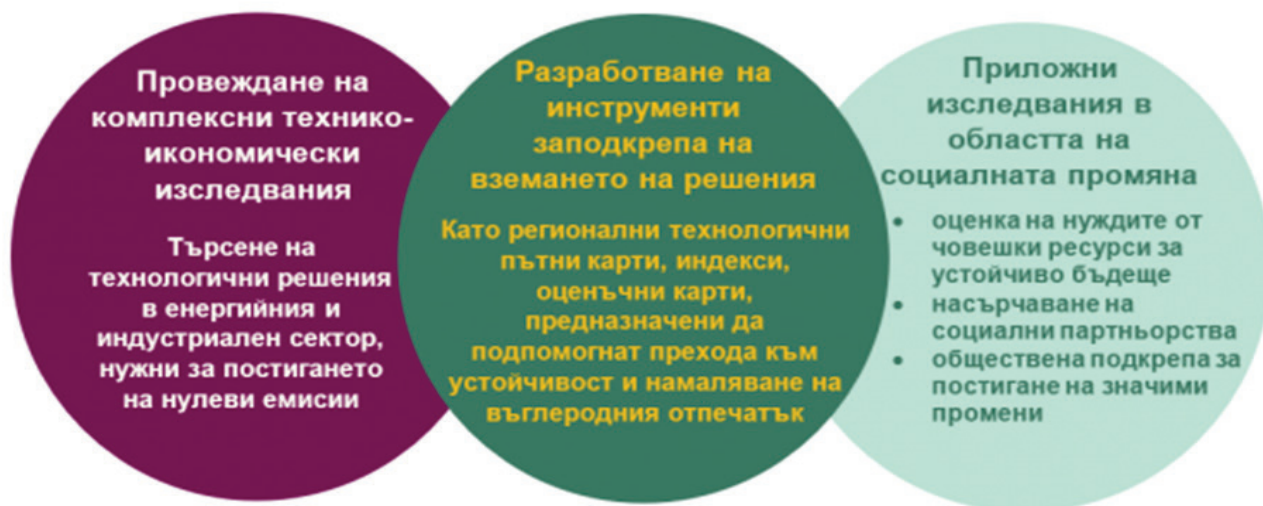 Провеждане на
комплексни технико-
икономически
изследвания
Търсене на
технологични решения
в енергийния и
индустриален сектор,
нужни за постигането
на нулеви емисии
Разработване на
инструменти
заподкрепа на
вземането на решения
Като регионални технологични
пътни карти, индекси,
оценъчни карти,
предназначени да
подпомогнат прехода към
устойчивост и намаляване на
въглеродния отпечатък
Приложни
изследвания в
областта на
социалната промяна
• оценка на нуждите от
човешки ресурси за
устойчиво бъдеще
• насърчаване на
социални партньорства
• обществена подкрепа за
постигане на значими
промени